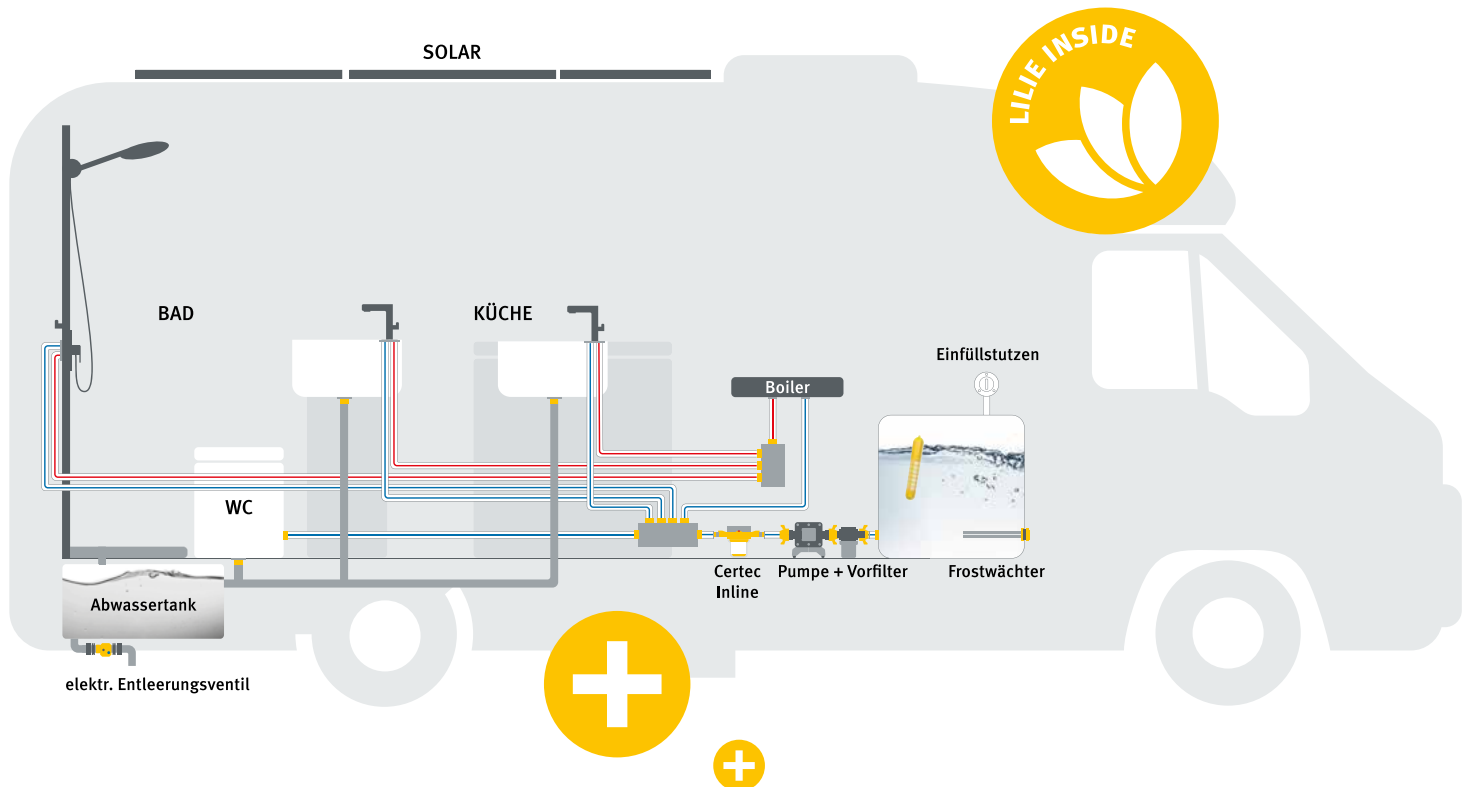 SOLAR
LILIE INSIDE
BAD
KÜCHE
Einfüllstutzen
Boiler
WC
Certec
Inline
Pumpe + Vorfilter
Frostwächter
Abwassertank
elektr. Entleerungsventil